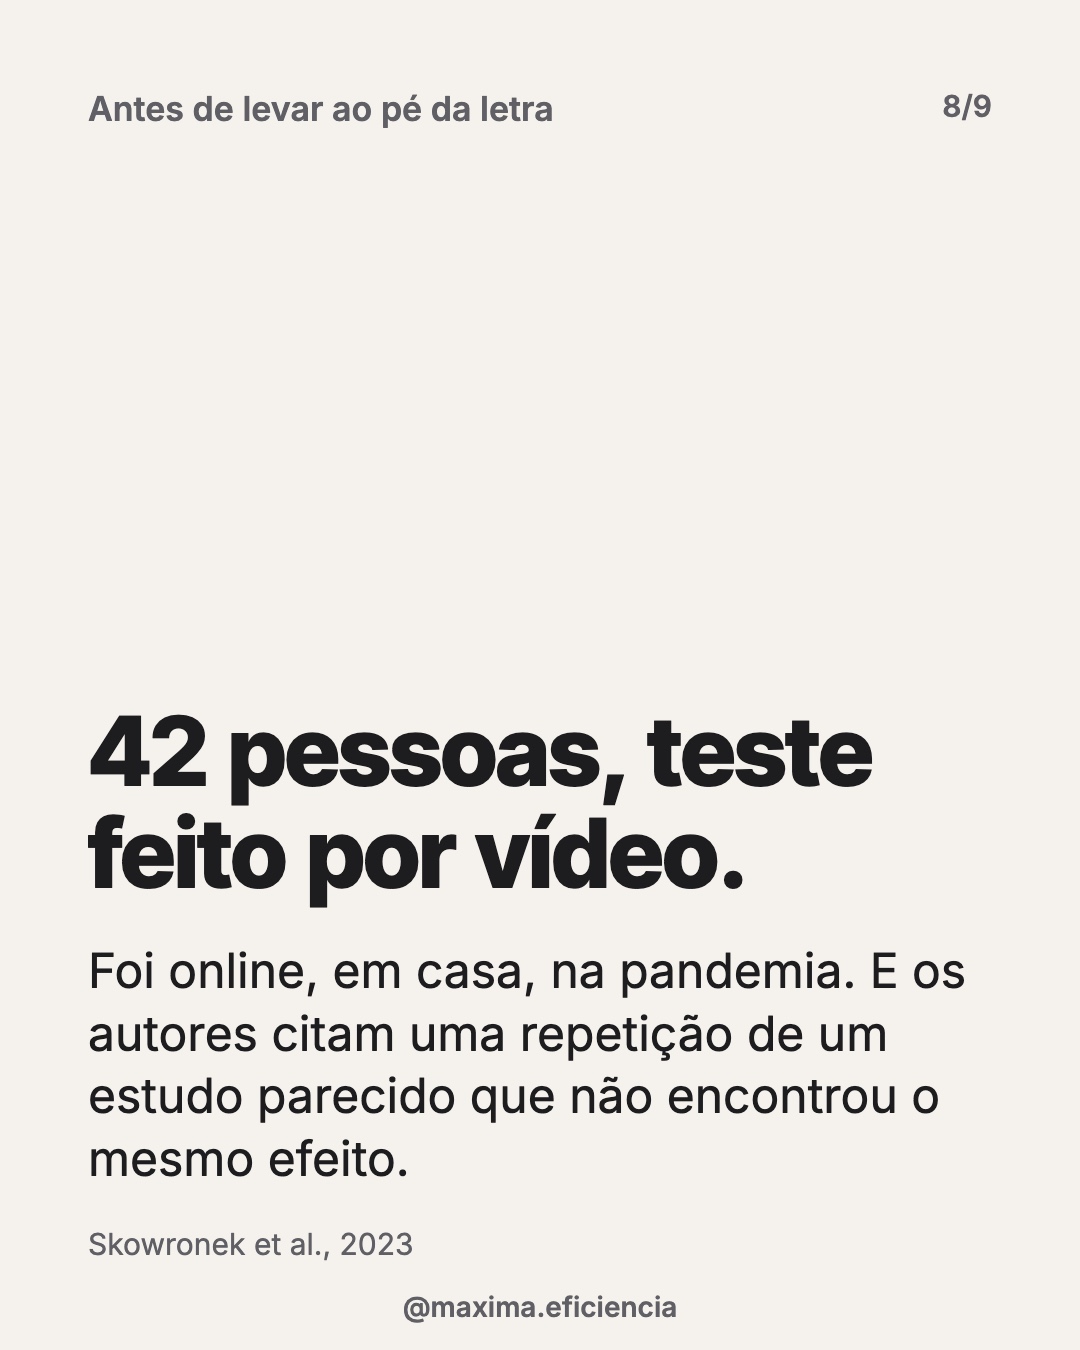 Antes de levar ao pé da letra
8/9
42 pessoas, teste
feito por vídeo.
Foi online, em casa, na pandemia. E os
autores citam uma repetição de um
estudo parecido que não encontrou o
mesmo efeito.
Skowronek et al., 2023
@maxima.eficiencia